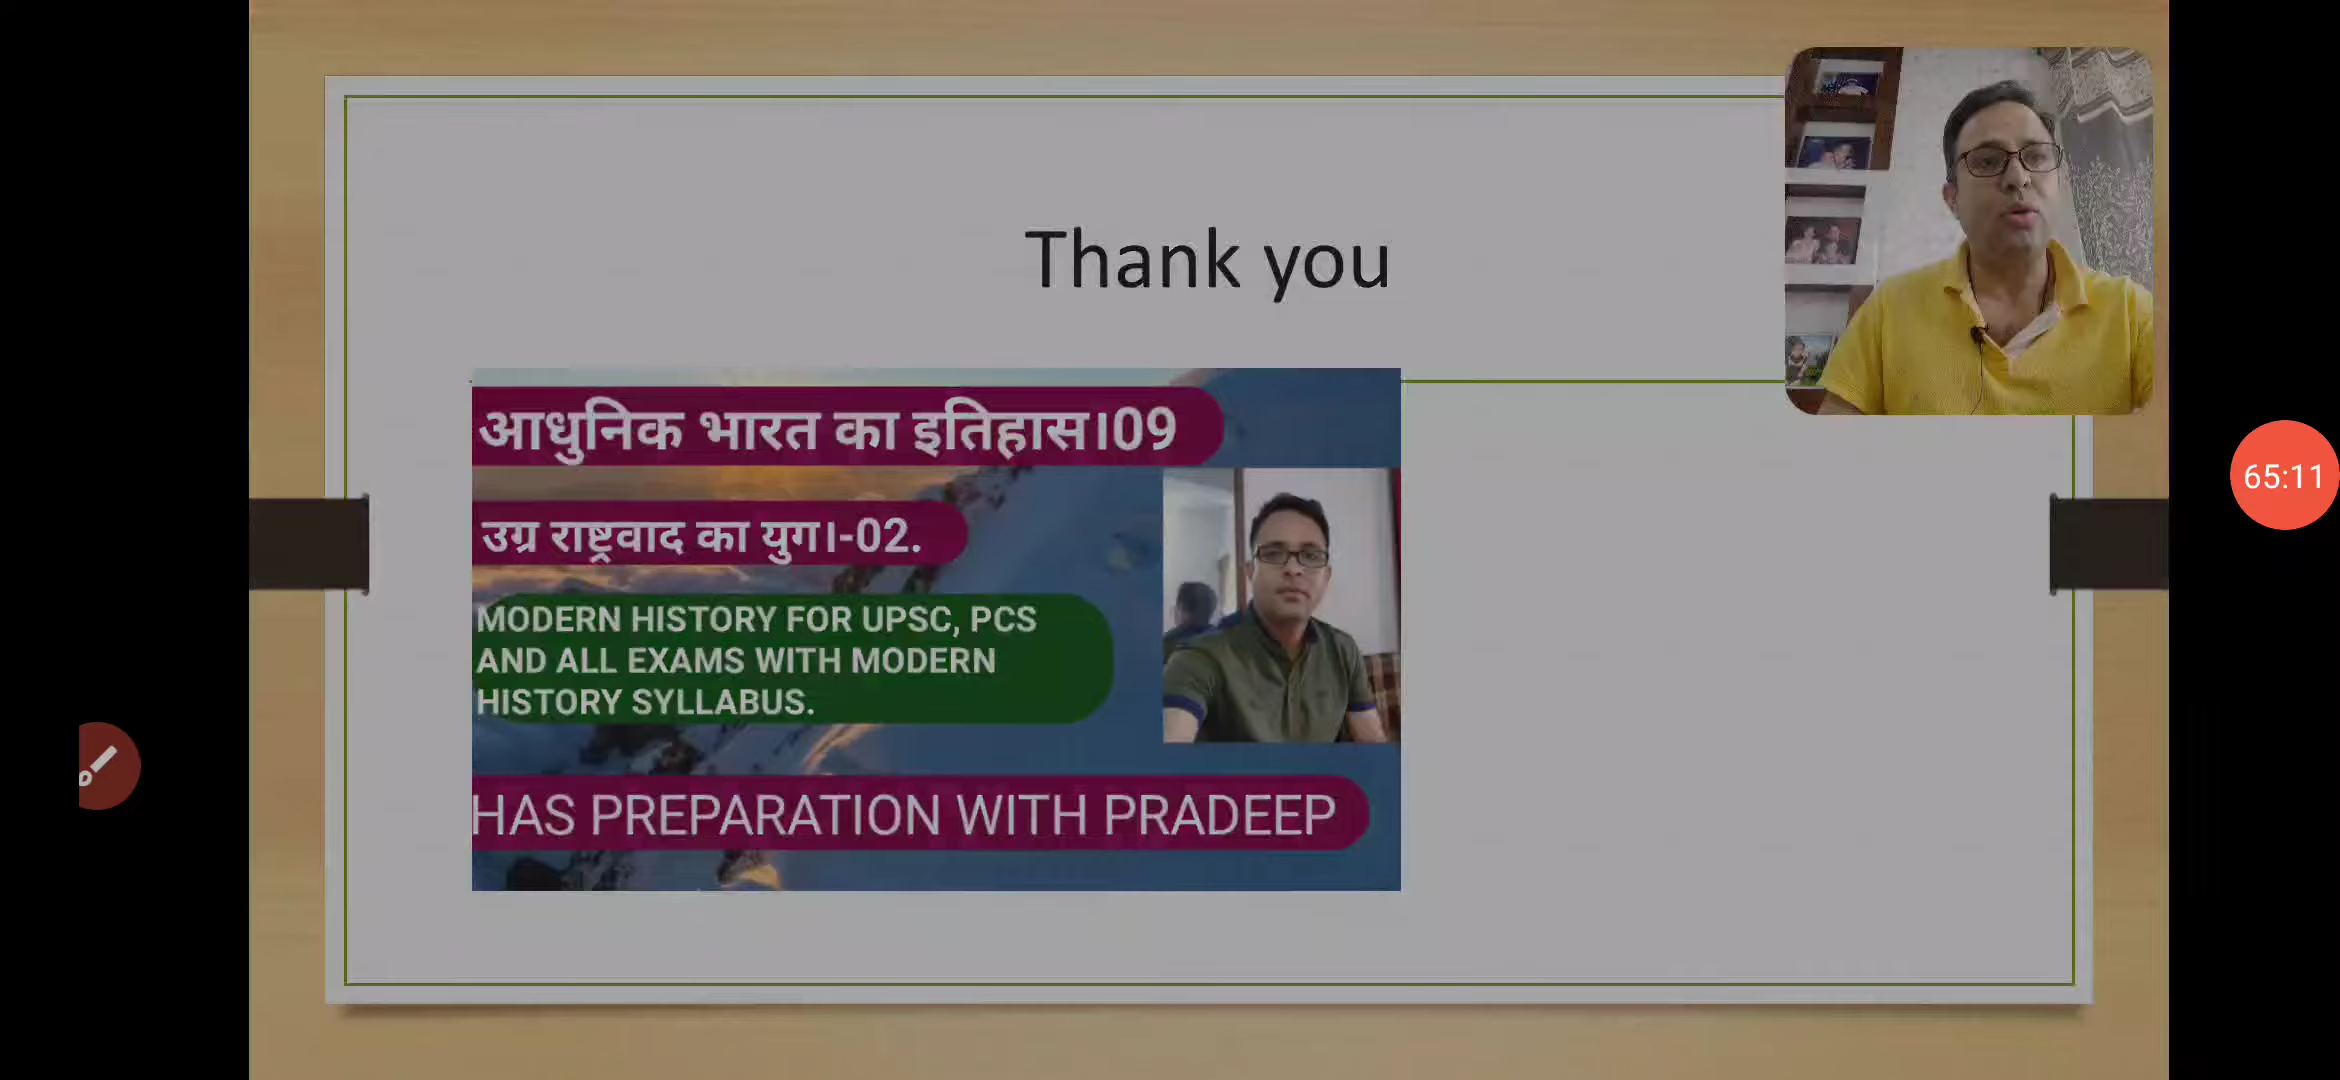 Thank you
आधुनिक भारत का इतिहास।09
उग्र राष्ट्रवाद का युग।-02.
MODERN HISTORY FOR UPSC, PCS
AND ALL EXAMS WITH MODERN
HISTORY SYLLABUS.
HAS PREPARATION WITH PRADEEP
65:11